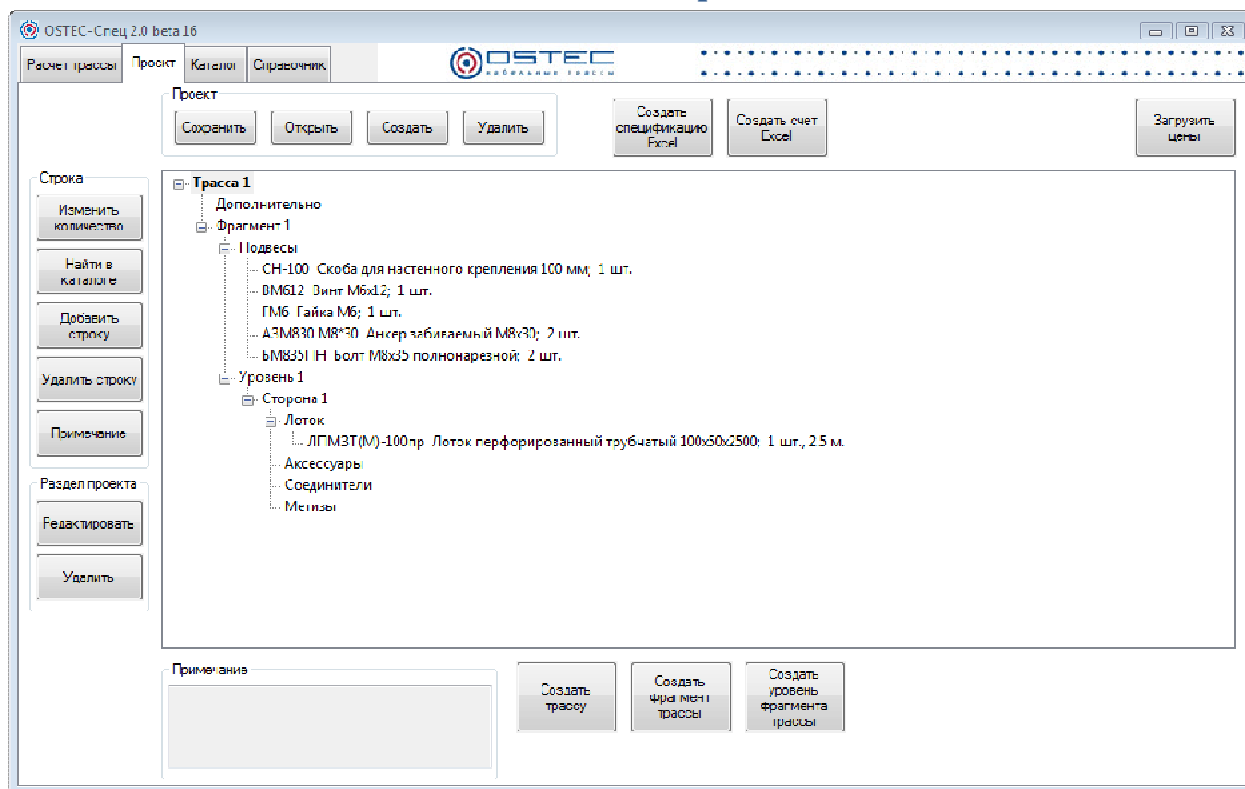 OSTEC-Спец 2.0 beta 16
Расчет трассы
Проект
Каталог
Справочник
OSTEC
кабельные трассы
Проект
Сохранить
Открыть
Создать
Удалить
Создать
спецификацию
Excel
Создать счет
Excel
Загрузить
цены
Строка
Изменить
количество
Найти в
каталоге
Добавить
строку
Удалить строку
Примечание
Раздел проекта
Редактировать
Удалить
Трасса 1
Дополнительно
Фрагмент 1
Подвесы
СН-100 Скоба для настенного крепления 100 мм; 1 шт.
ВМ612 Винт М6х12; 1 шт.
ГМ6 Гайка М6; 1 шт.
АЗМ830 М8*30 Анкер забиваемый М8х30; 2 шт.
БМ835ПН Болт М8х35 полнонарезной; 2 шт.
Уровень 1
Сторона 1
Лоток
ЛПМЗТ(М)-100пр Лоток перфорированный трубчатый 100х50х2500; 1 шт., 2.5 м.
Аксессуары
Соединители
Метизы
Примечание
Создать
трассу
Создать
фрагмент
трассы
Создать
уровень
фрагмента
трассы